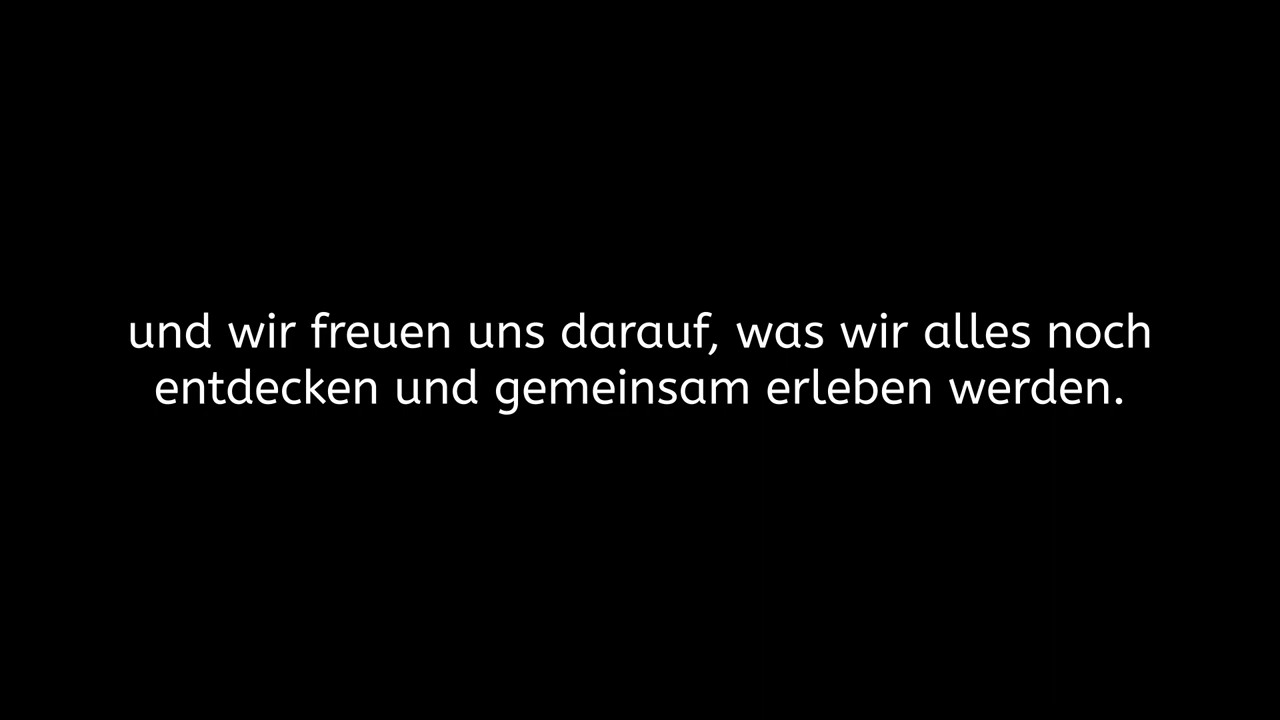 und wir freuen uns darauf, was wir alles noch
entdecken und gemeinsam erleben werden.